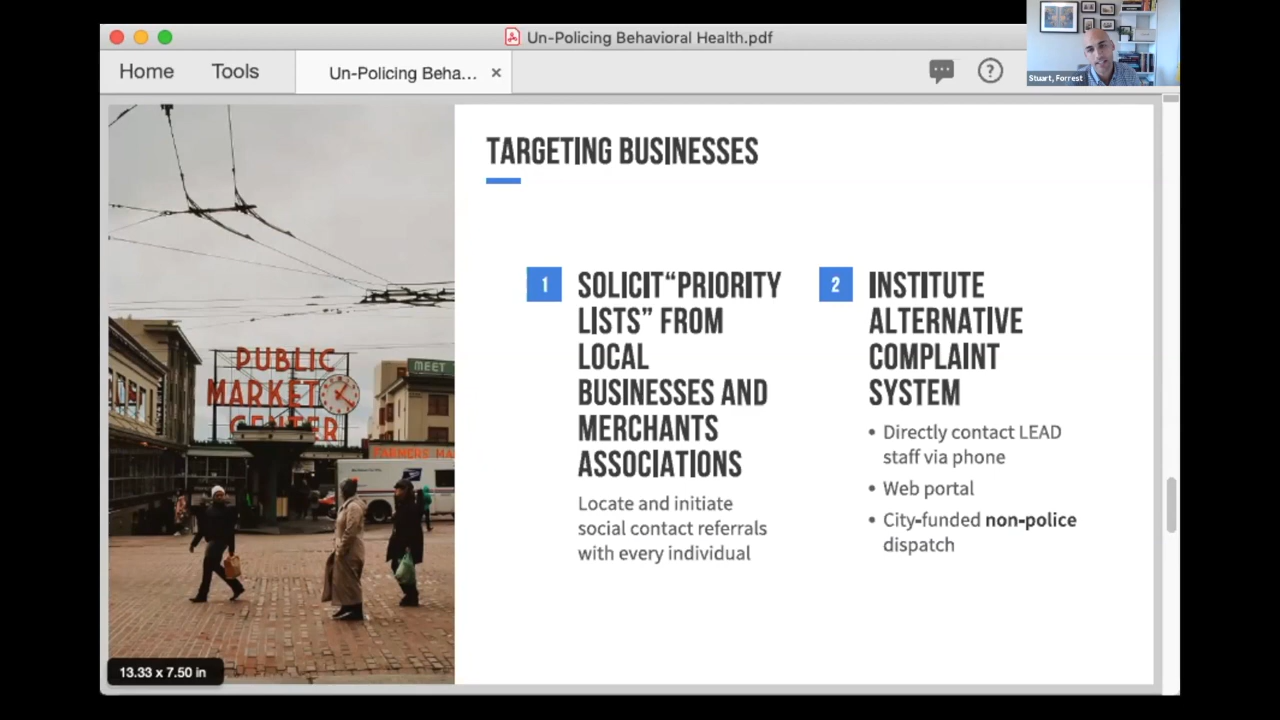 Un-Policing Behavioral Health.pdf
Home
Tools
Un-Policing Beha...
Stuart, Forrest
PUBLIC
MARKET
CENTER
MEET
FARMERS MA
TARGETING BUSINESSES
1
SOLICIT“PRIORITY
LISTS” FROM
LOCAL
BUSINESSES AND
MERCHANTS
ASSOCIATIONS
Locate and initiate
social contact referrals
with every individual
2
INSTITUTE
ALTERNATIVE
COMPLAINT
SYSTEM
• Directly contact LEAD
staff via phone
• Web portal
• City-funded non-police
dispatch
13.33 x 7.50 in